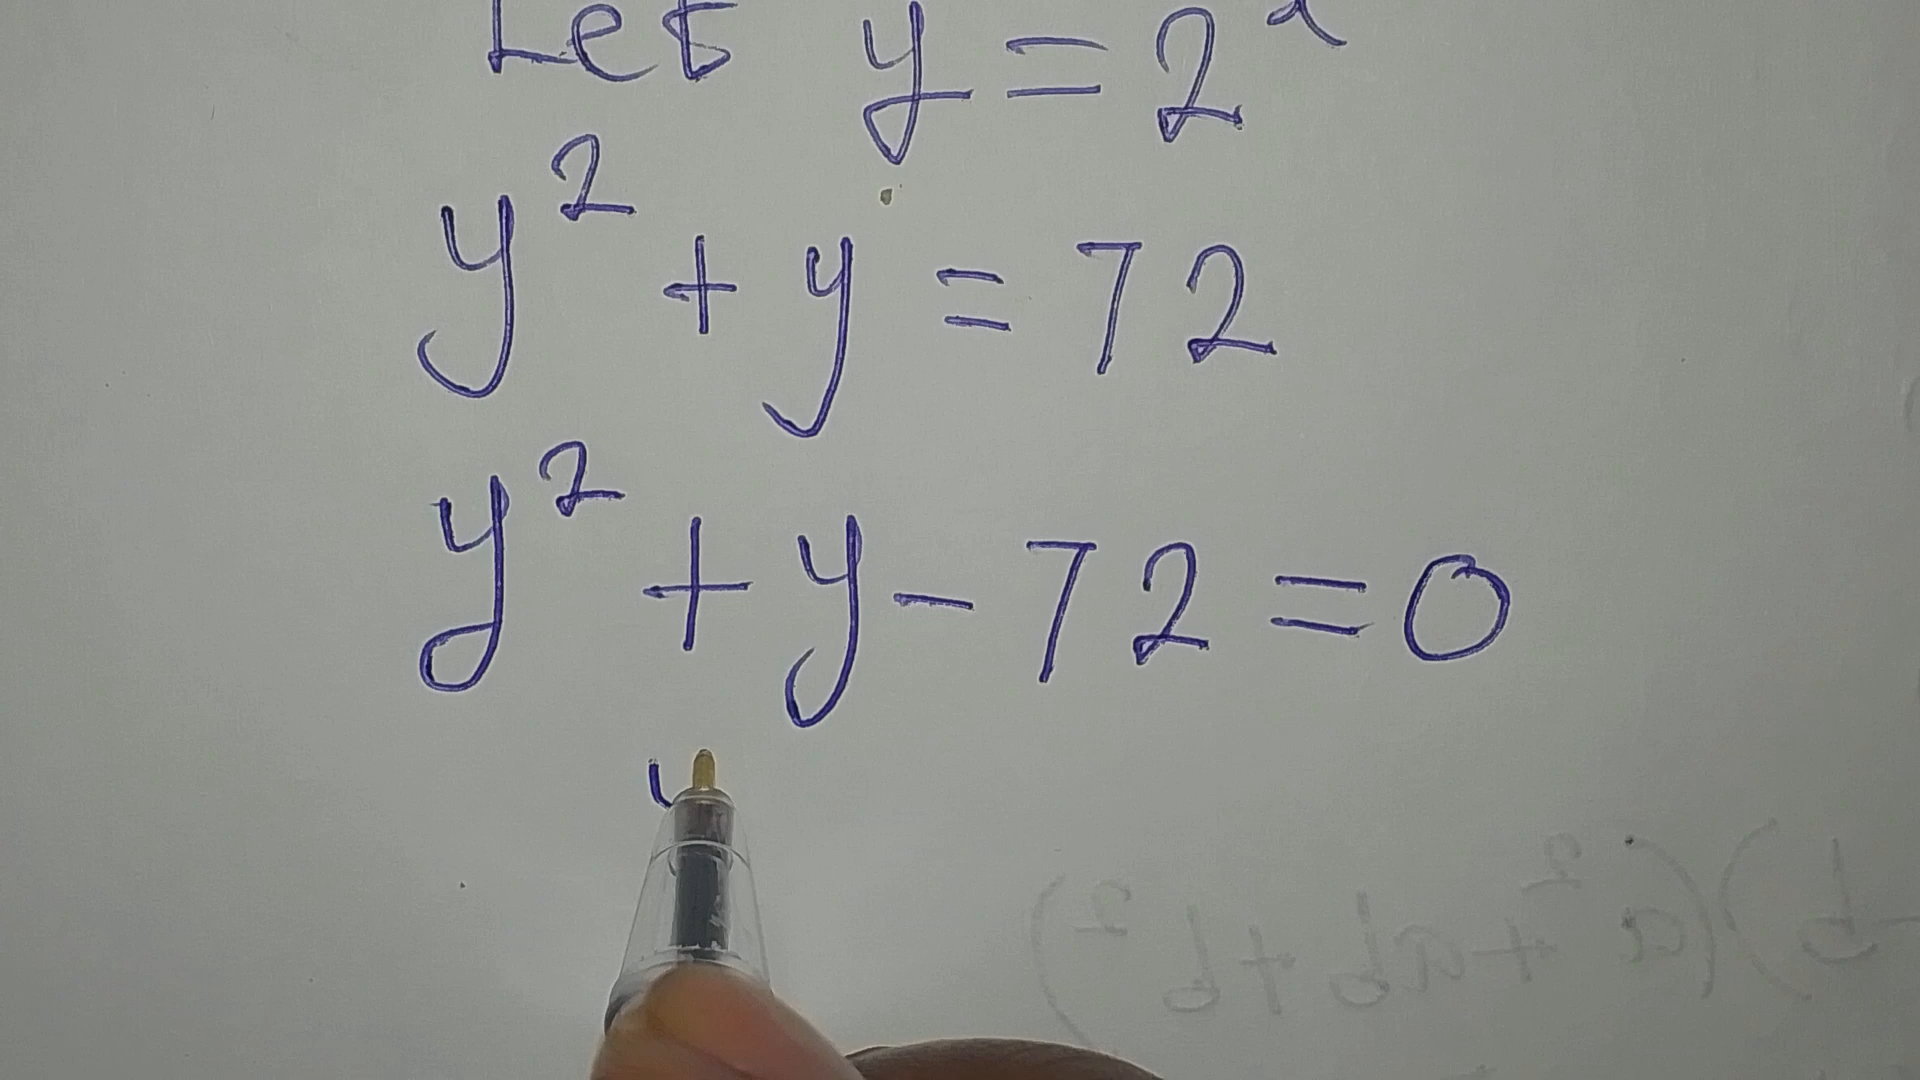 Let y = 2^x
y² + y = 72
y² + y - 72 = 0